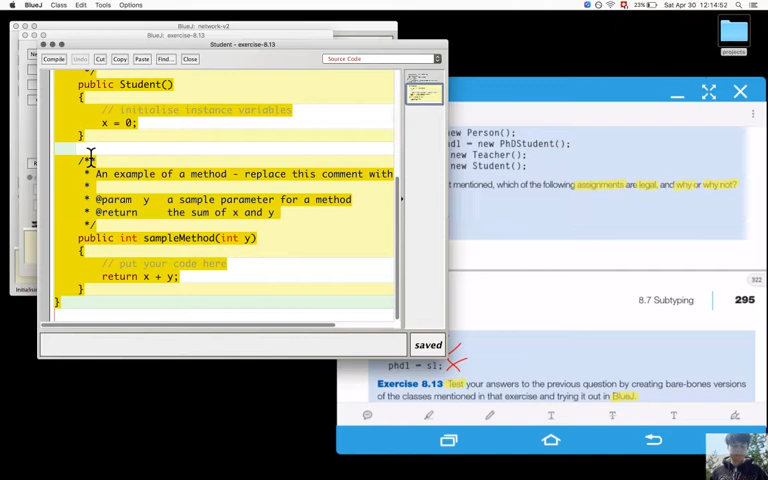 BlueJ Class Edit Tools Options
23% Sat Apr 30 12:14:52
BlueJ: network-v2
BlueJ: exercise-8.13
Student - exercise-8.13
Compile Undo Cut Copy Paste Find... Close
Source Code
*/
public Student()
{
// initialise instance variables
x = 0;
}
/**
* An example of a method - replace this comment with
*
* @param y a sample parameter for a method
* @return the sum of x and y
*/
public int sampleMethod(int y)
{
// put your code here
return x + y;
}
}
saved
projects
new Person();
d1 = new PhDStudent();
new Teacher();
new Student();
t mentioned, which of the following assignments are legal, and why or why not?
322
8.7 Subtyping 295
phd1 = s1;
Exercise 8.13 Test your answers to the previous question by creating bare-bones versions
of the classes mentioned in that exercise and trying it out in BlueJ.